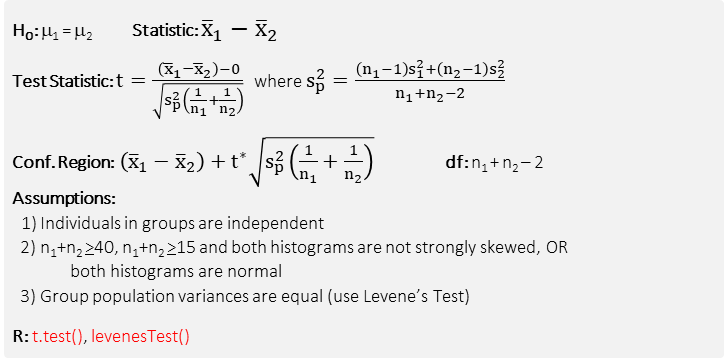 H₀: μ₁ = μ₂ Statistic: x̅₁ − x̅₂
Test Statistic: t = (x̅₁−x̅₂)−0 / √(s²ₚ(1/n₁ + 1/n₂)) where s²ₚ = (n₁−1)s²₁+(n₂−1)s²₂ / n₁+n₂−2
Conf. Region: (x̅₁ − x̅₂) + t* √(s²ₚ(1/n₁ + 1/n₂)) df: n₁ + n₂ − 2
Assumptions:
1) Individuals in groups are independent
2) n₁+n₂≥40, n₁+n₂≥15 and both histograms are not strongly skewed, OR
both histograms are normal
3) Group population variances are equal (use Levene's Test)
R: t.test(), levenesTest()